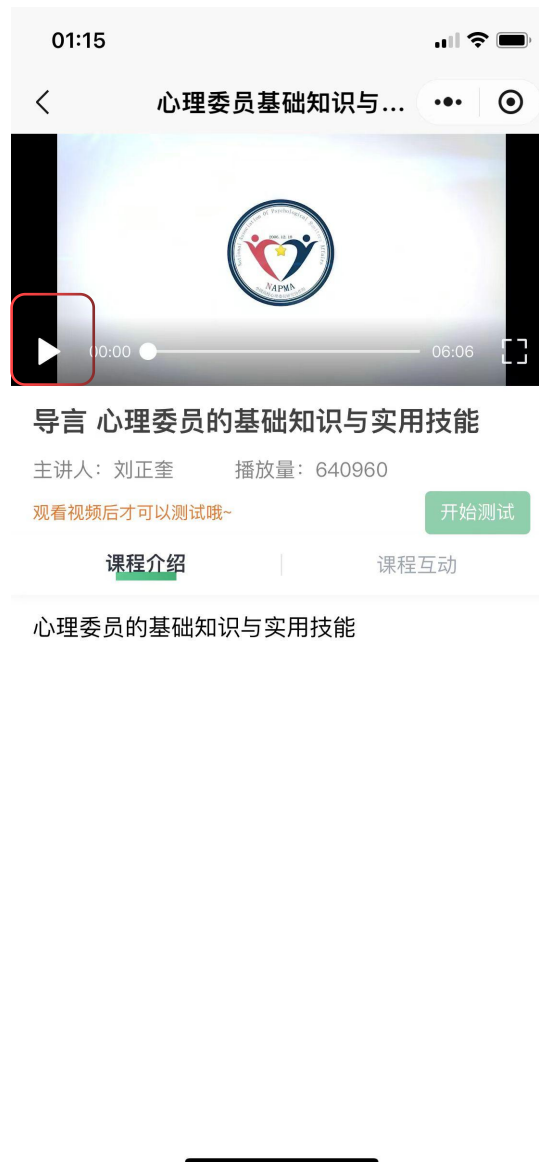 01:15
心理委员基础知识与...
NAPMA
00:00
06:06
导言 心理委员的基础知识与实用技能
主讲人：刘正奎 播放量：640960
观看视频后才可以测试哦~
开始测试
课程介绍 课程互动
心理委员的基础知识与实用技能